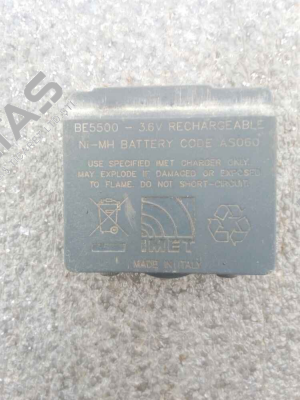 BE5500 - 3.6V RECHARGEABLE
Ni-MH BATTERY CODE AS060
USE SPECIFIED IMET CHARGER ONLY.
MAY EXPLODE IF DAMAGED OR EXPOSED
TO FLAME. DO NOT SHORT-CIRCUIT
IMET
MADE IN ITALY